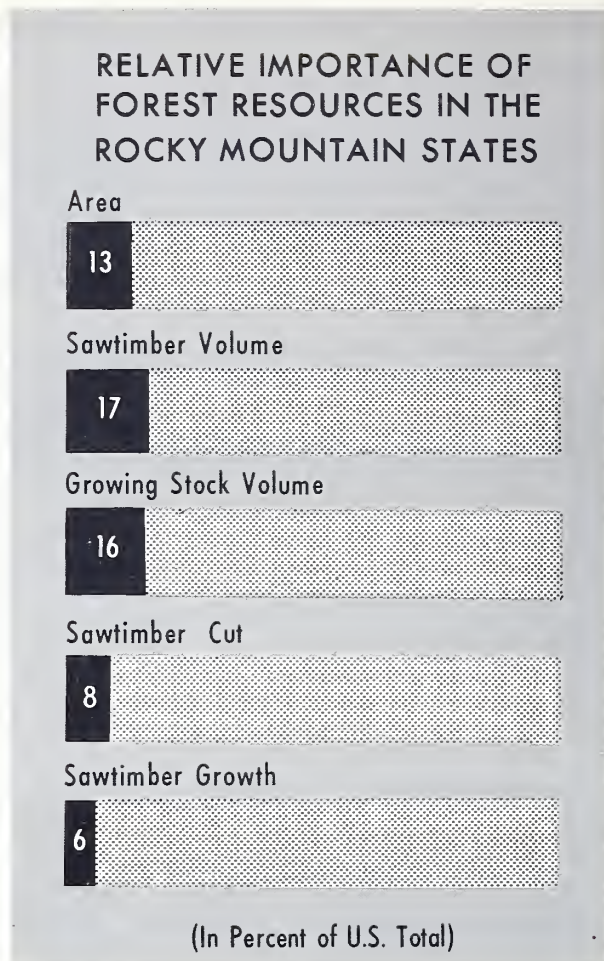 RELATIVE IMPORTANCE OF
FOREST RESOURCES IN THE
ROCKY MOUNTAIN STATES
Area
13
Sawtimber Volume
17
Growing Stock Volume
16
Sawtimber Cut
8
Sawtimber Growth
6
(In Percent of U.S. Total)